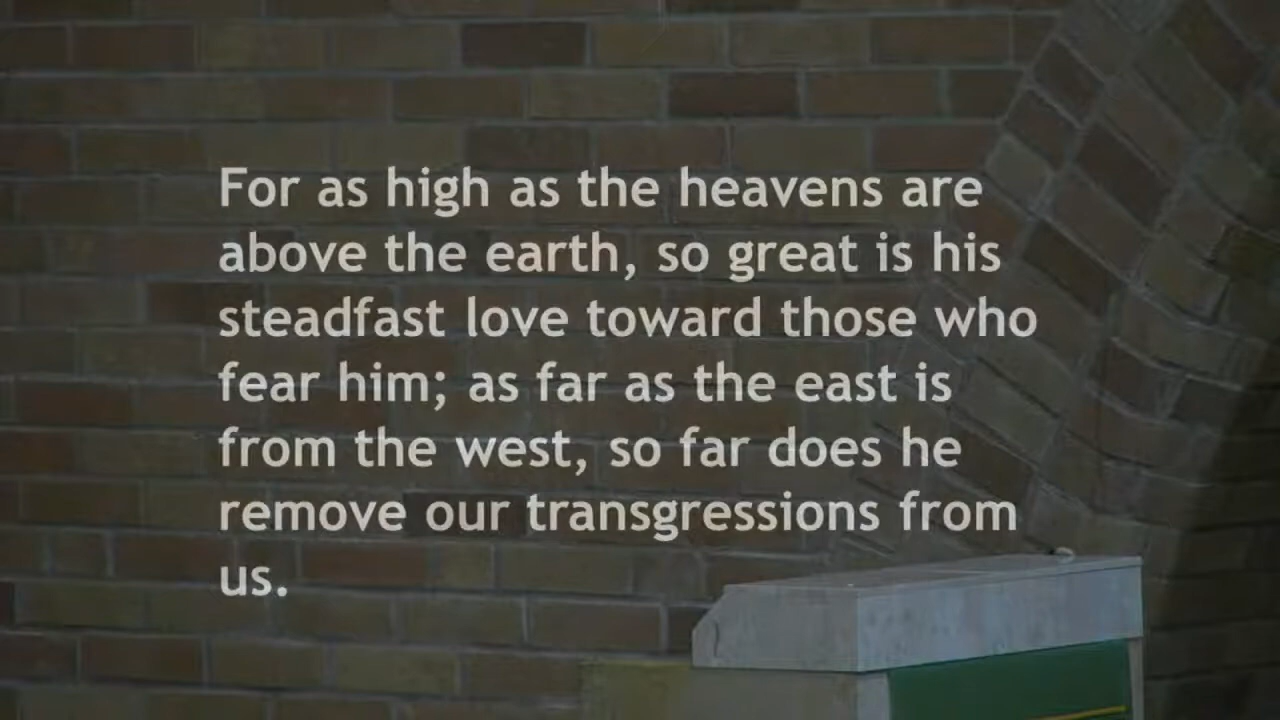 For as high as the heavens are
above the earth, so great is his
steadfast love toward those who
fear him; as far as the east is
from the west, so far does he
remove our transgressions from
us.